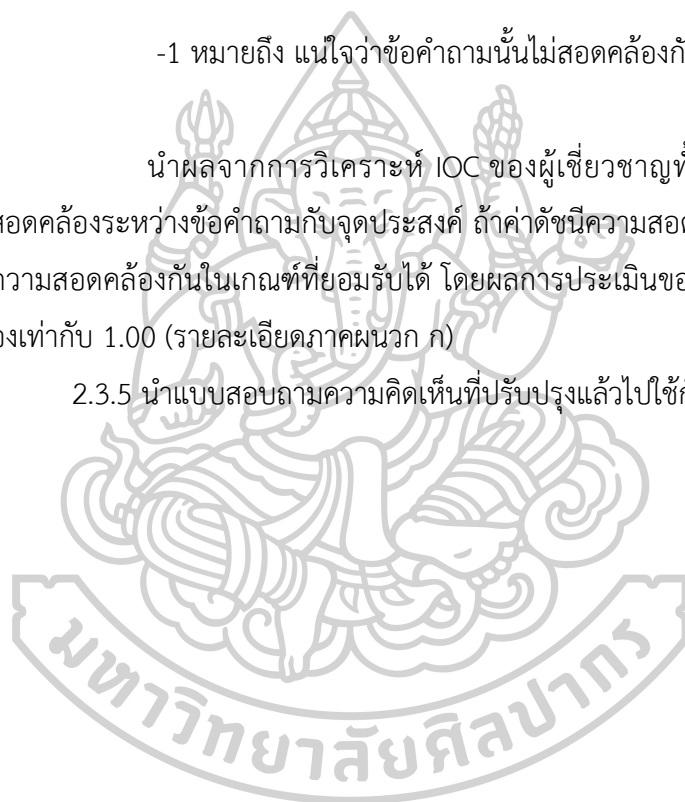 -1 หมายถึง แน่ใจว่าข้อคำถามนั้นไม่สอดคล้องกั
นำผลจากการวิเคราะห์ IOC ของผู้เชี่ยวชาญทั้
สอดคล้องระหว่างข้อคำถามกับจุดประสงค์ ถ้าค่าดัชนีความสอด
ความสอดคล้องกันในเกณฑ์ที่ยอมรับได้ โดยผลการประเมินขอ
องเท่ากับ 1.00 (รายละเอียดภาคผนวก ก)
2.3.5 นำแบบสอบถามความคิดเห็นที่ปรับปรุงแล้วไปใช้กั
มหาวิทยาลัยศิลปากร